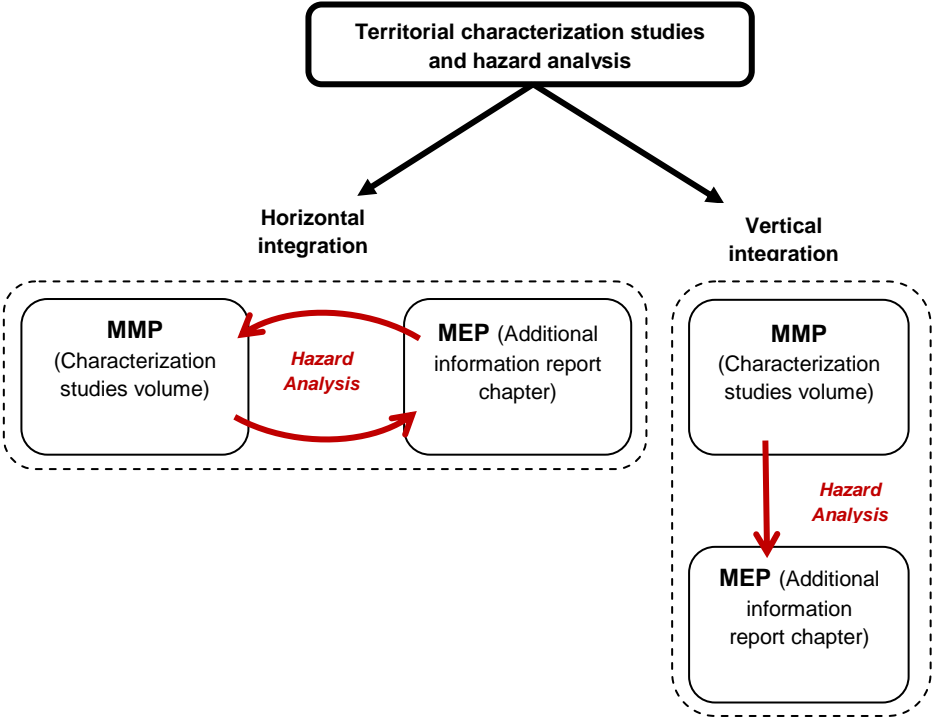 Territorial characterization studies
and hazard analysis
Horizontal
integration
Vertical
integration
MMP
(Characterization
studies volume)
Hazard
Analysis
MEP (Additional
information report
chapter)
MMP
(Characterization
studies volume)
Hazard
Analysis
MEP (Additional
information
report chapter)